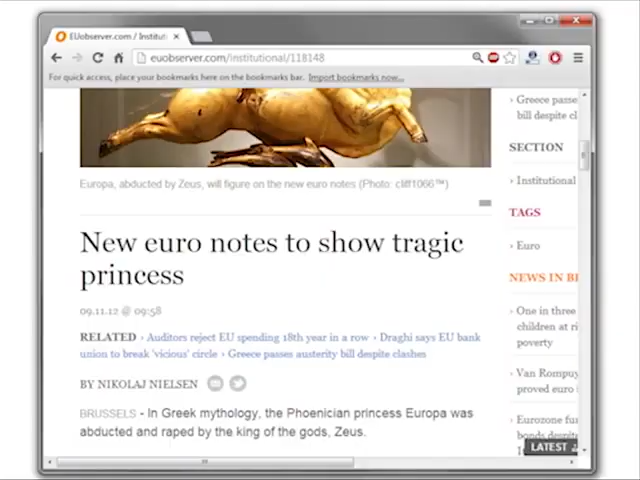 EUobserver.com / Institut
euobserver.com/institutional/118148
For quick access, place your bookmarks here on the bookmarks bar. Import bookmarks now...
Europa, abducted by Zeus, will figure on the new euro notes (Photo: cliff1066™)
New euro notes to show tragic
princess
09.11.12 @ 09:58
RELATED › Auditors reject EU spending 18th year in a row › Draghi says EU bank
union to break 'vicious' circle › Greece passes austerity bill despite clashes
BY NIKOLAJ NIELSEN
BRUSSELS - In Greek mythology, the Phoenician princess Europa was
abducted and raped by the king of the gods, Zeus.
› Greece passe
bill despite cl
SECTION
› Institutional
TAGS
› Euro
NEWS IN BR
› One in three
children at ri
poverty
› Van Rompuy
proved euro
› Eurozone fu
bonds despit
LATEST